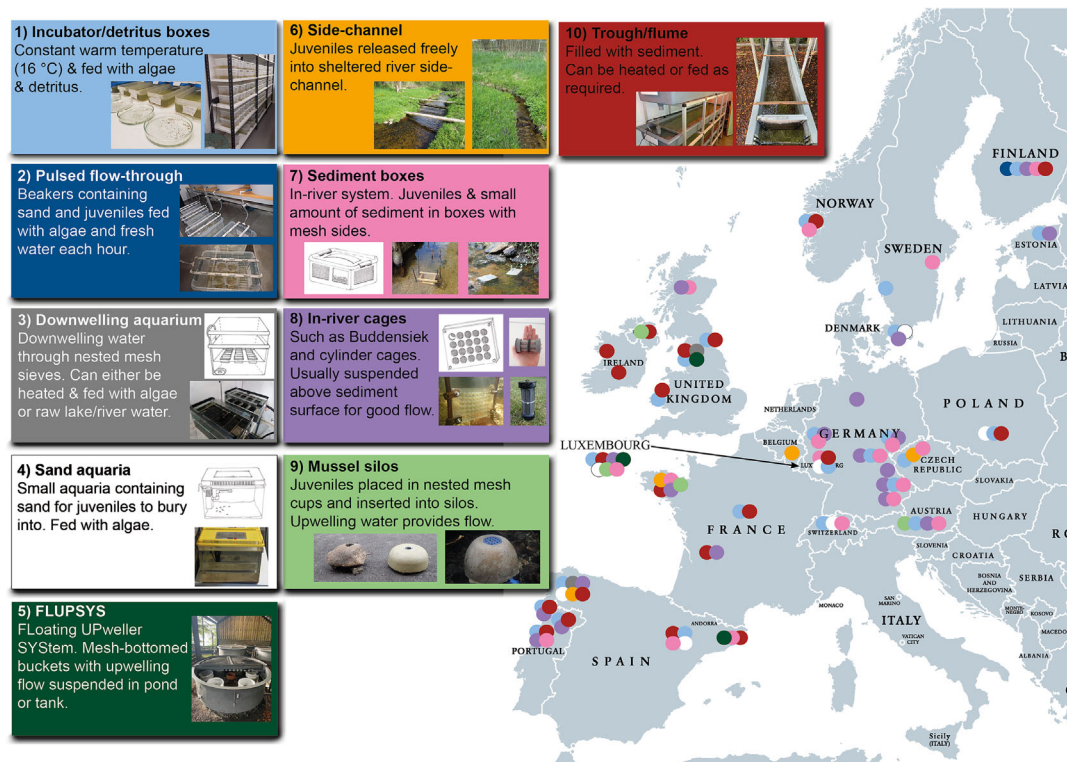 1) Incubator/detritus boxes
Constant warm temperature
(16 °C) & fed with algae
& detritus.
2) Pulsed flow-through
Beakers containing
sand and juveniles fed
with algae and fresh
water each hour.
3) Downwelling aquarium
Downwelling water
through nested mesh
sieves. Can either be
heated & fed with algae
or raw lake/river water.
4) Sand aquaria
Small aquaria containing
sand for juveniles to bury
into. Fed with algae.
5) FLUPSYS
FLoating UPweller
SYStem. Mesh-bottomed
buckets with upwelling
flow suspended in pond
or tank.
6) Side-channel
Juveniles released freely
into sheltered river side-
channel.
7) Sediment boxes
In-river system. Juveniles & small
amount of sediment in boxes with
mesh sides.
8) In-river cages
Such as Buddensiek
and cylinder cages.
Usually suspended
above sediment
surface for good flow.
9) Mussel silos
Juveniles placed in nested mesh
cups and inserted into silos.
Upwelling water provides flow.
10) Trough/flume
Filled with sediment.
Can be heated or fed as
required.
FINLAND
NORWAY
SWEDEN
ESTONIA
LATVIA
LITHUANIA
RUSSIA
DENMARK
IRELAND
UNITED
KINGDOM
NETHERLANDS
POLAND
GERMANY
BELGIUM
LUXEMBOURG
LUX
RG
CZECH
REPUBLIC
SLOVAKIA
AUSTRIA
HUNGARY
FRANCE
SWITZERLAND
SLOVENIA
CROATIA
RO
BOSNIA
AND
HERZEGOVINA
SERBIA
SAN
MARINO
MONACO
MONTE-
NEGRO
KOSOVO
ITALY
MACEDO
VATICAN
CITY
ALBANIA
ANDORRA
PORTUGAL
SPAIN
Sicily
(ITALY)